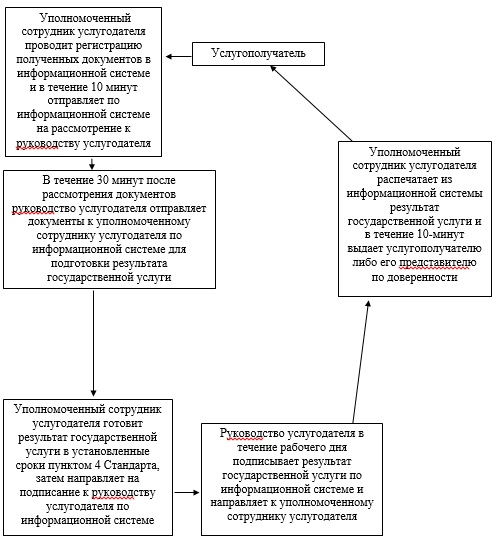 Уполномоченный
сотрудник услугодателя
проводит регистрацию
полученных документов в
информационной системе
и в течение 10 минут
отправляет по
информационной системе
на рассмотрение к
руководству услугодателя
Услугополучатель
В течение 30 минут после
рассмотрения документов
руководство услугодателя отправляет
документы к уполномоченному
сотруднику услугодателя по
информационной системе для
подготовки результата
государственной услуги
Уполномоченный сотрудник
услугодателя готовит
результат государственной
услуги в установленные
сроки пунктом 4 Стандарта,
затем направляет на
подписание к руководству
услугодателя по
информационной системе
Руководство услугодателя в
течение рабочего дня
подписывает результат
государственной услуги по
информационной системе и
направляет к уполномоченному
сотруднику услугодателя
Уполномоченный
сотрудник услугодателя
распечатает из
информационной системы
результат
государственной услуги и
в течение 10-минут
выдает услугополучателю
либо его представителю
по доверенности